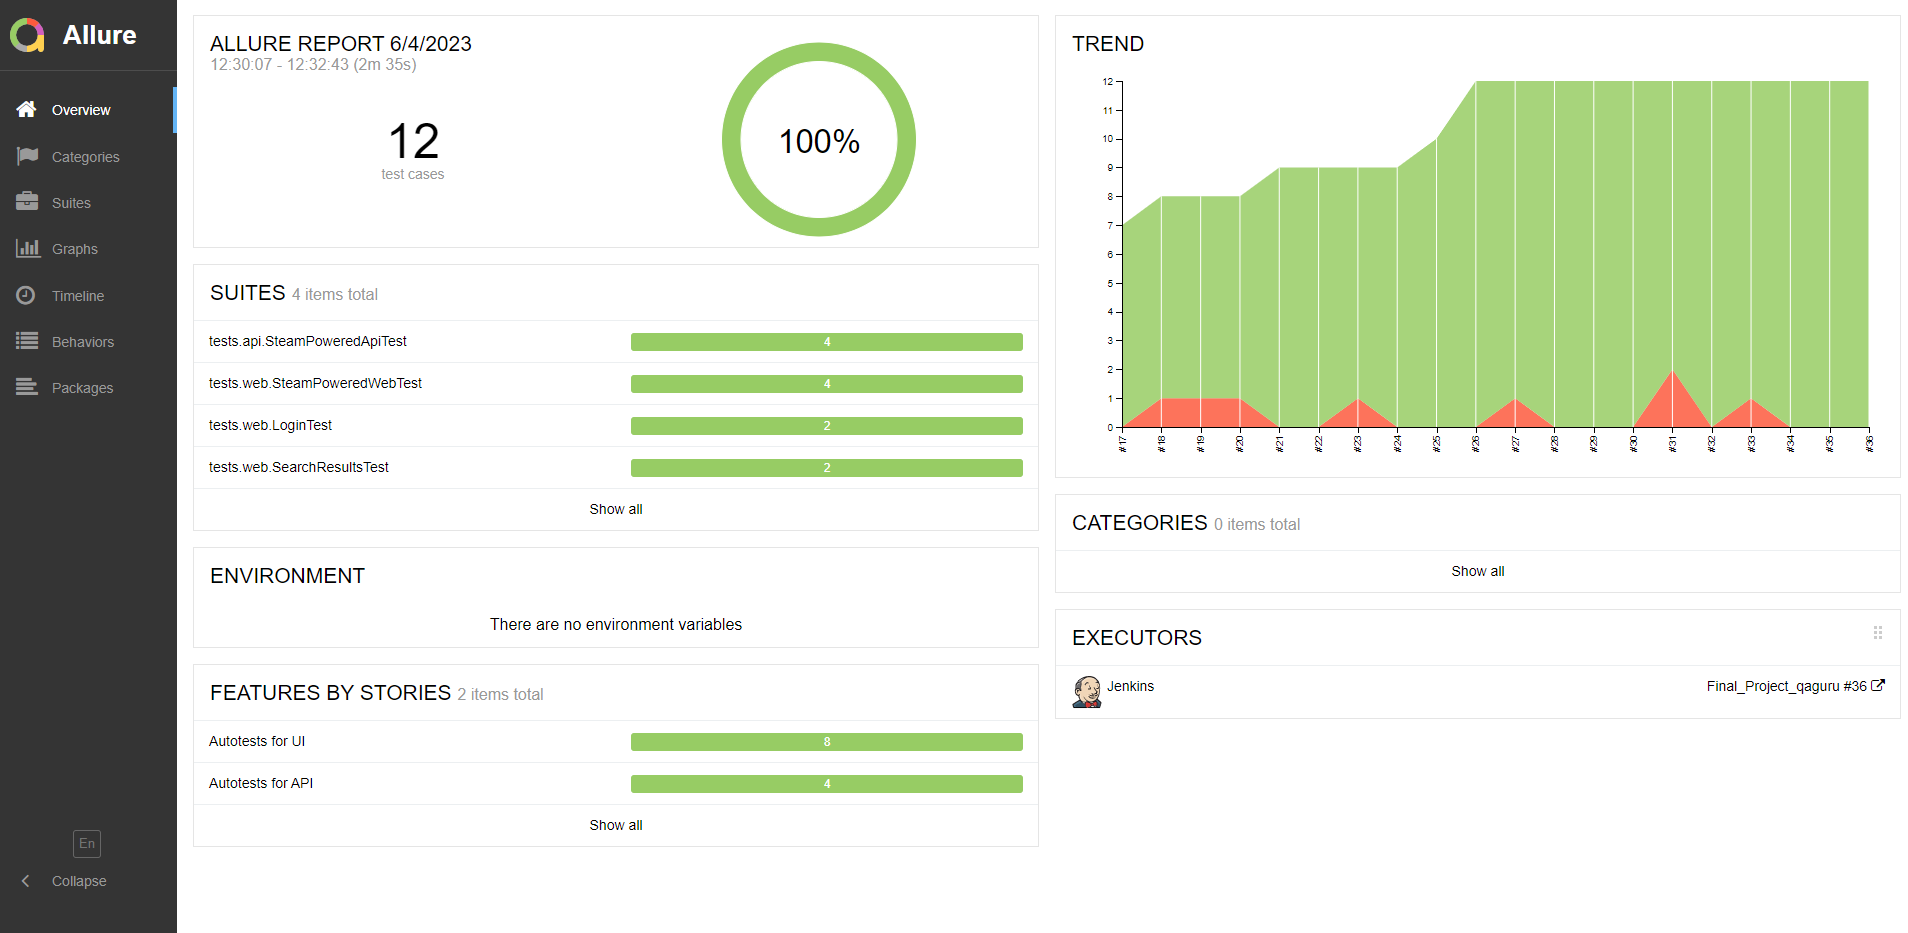 Allure
Overview
Categories
Suites
Graphs
Timeline
Behaviors
Packages
En
Collapse
ALLURE REPORT 6/4/2023
12:30:07 - 12:32:43 (2m 35s)
12
test cases
100%
SUITES 4 items total
tests.api.SteamPoweredApiTest 4
tests.web.SteamPoweredWebTest 4
tests.web.LoginTest 2
tests.web.SearchResultsTest 2
Show all
ENVIRONMENT
There are no environment variables
FEATURES BY STORIES 2 items total
Autotests for UI 8
Autotests for API 4
Show all
TREND
12
11
10
9
8
7
6
5
4
3
2
1
0
#17 #18 #19 #20 #21 #22 #23 #24 #25 #26 #27 #28 #29 #30 #31 #32 #33 #34 #35 #36
CATEGORIES 0 items total
Show all
EXECUTORS
Jenkins Final_Project_qaguru #36